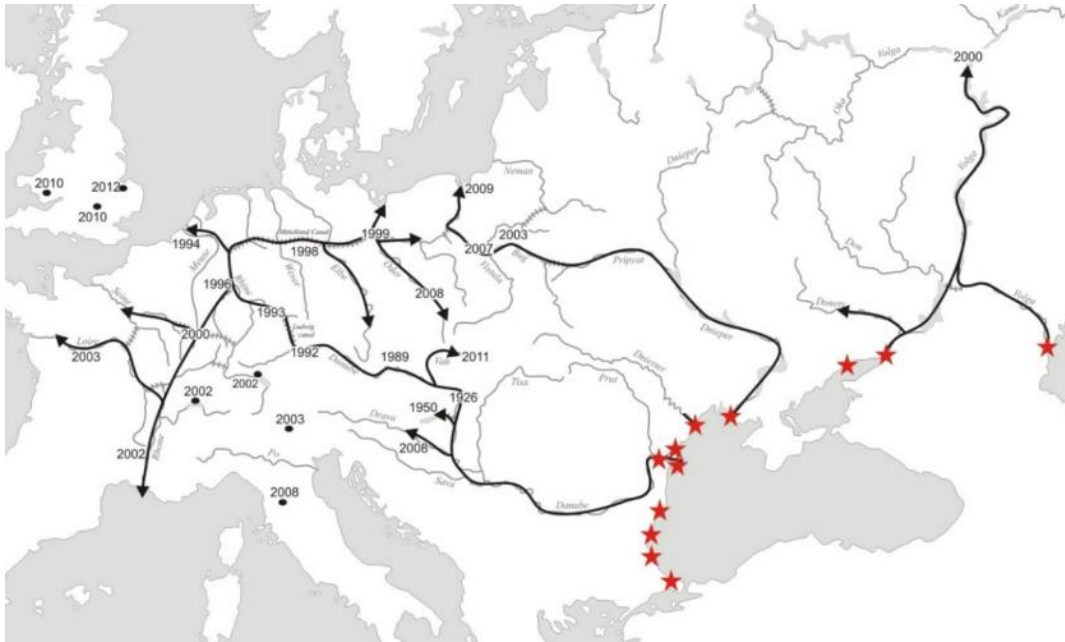 Kama
Volga
2000
Oka
Volga
Dnieper
Neman
2010
2012
2010
2009
Don
1994
Mittelland Canal
1999
2003
2007
Bug
Pripyat
1998
Meuse
Weser
Elbe
Oder
Visnula
Volga
1996
Rhine
2008
Donets
Seine
1993
Dnieper
2000
Ludwig
canal
Loire
2003
1992
Danube
1989
Vah
2011
Dniester
Tisa
Prut
2002
2002
1926
1950
Drava
2003
2008
2002
Rhone
Po
Sava
2008
Danube